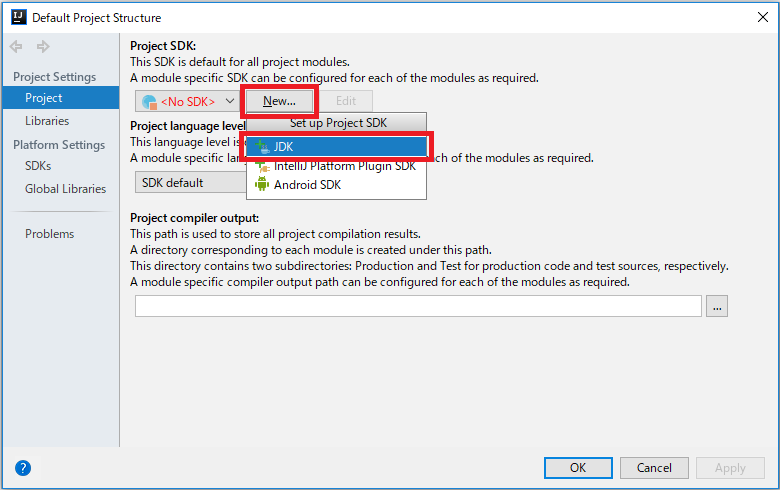 IJ Default Project Structure
Project Settings
Project
Libraries
Platform Settings
SDKs
Global Libraries
Problems
Project SDK:
This SDK is default for all project modules.
A module specific SDK can be configured for each of the modules as required.
<No SDK> New... Edit
Set up Project SDK
JDK
IntelliJ Platform Plugin SDK
Android SDK
Project language level
This language level is
A module specific each of the modules as required.
SDK default
Project compiler output:
This path is used to store all project compilation results.
A directory corresponding to each module is created under this path.
This directory contains two subdirectories: Production and Test for production code and test sources, respectively.
A module specific compiler output path can be configured for each of the modules as required.
...
? OK Cancel Apply